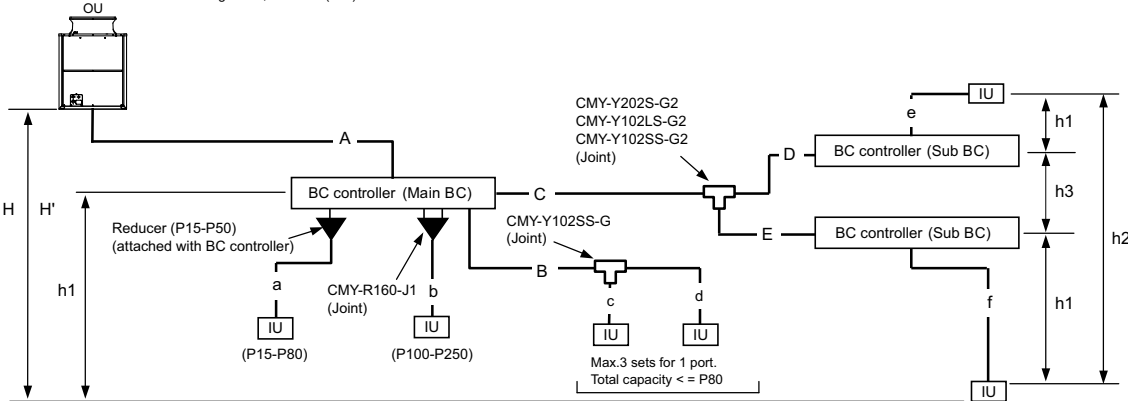 OU
CMY-Y202S-G2
CMY-Y102LS-G2
CMY-Y102SS-G2
(Joint)
IU
e
h1
A
D
BC controller (Sub BC)
BC controller (Main BC)
C
h3
H
H'
Reducer (P15-P50)
(attached with BC controller)
CMY-Y102SS-G
(Joint)
E
BC controller (Sub BC)
h2
B
h1
a
CMY-R160-J1
(Joint)
b
c
d
f
h1
IU
IU
IU
IU
(P15-P80)
(P100-P250)
Max.3 sets for 1 port.
Total capacity < = P80
IU